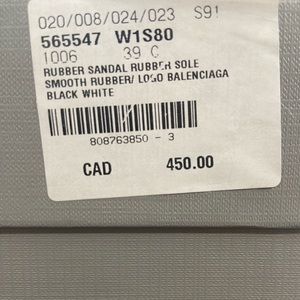 020/008/024/023 S91
565547 W1S80
1006 39 C
RUBBER SANDAL RUBBER SOLE
SMOOTH RUBBER/ LOGO BALENCIAGA
BLACK WHITE
808763850 - 3
CAD 450.00